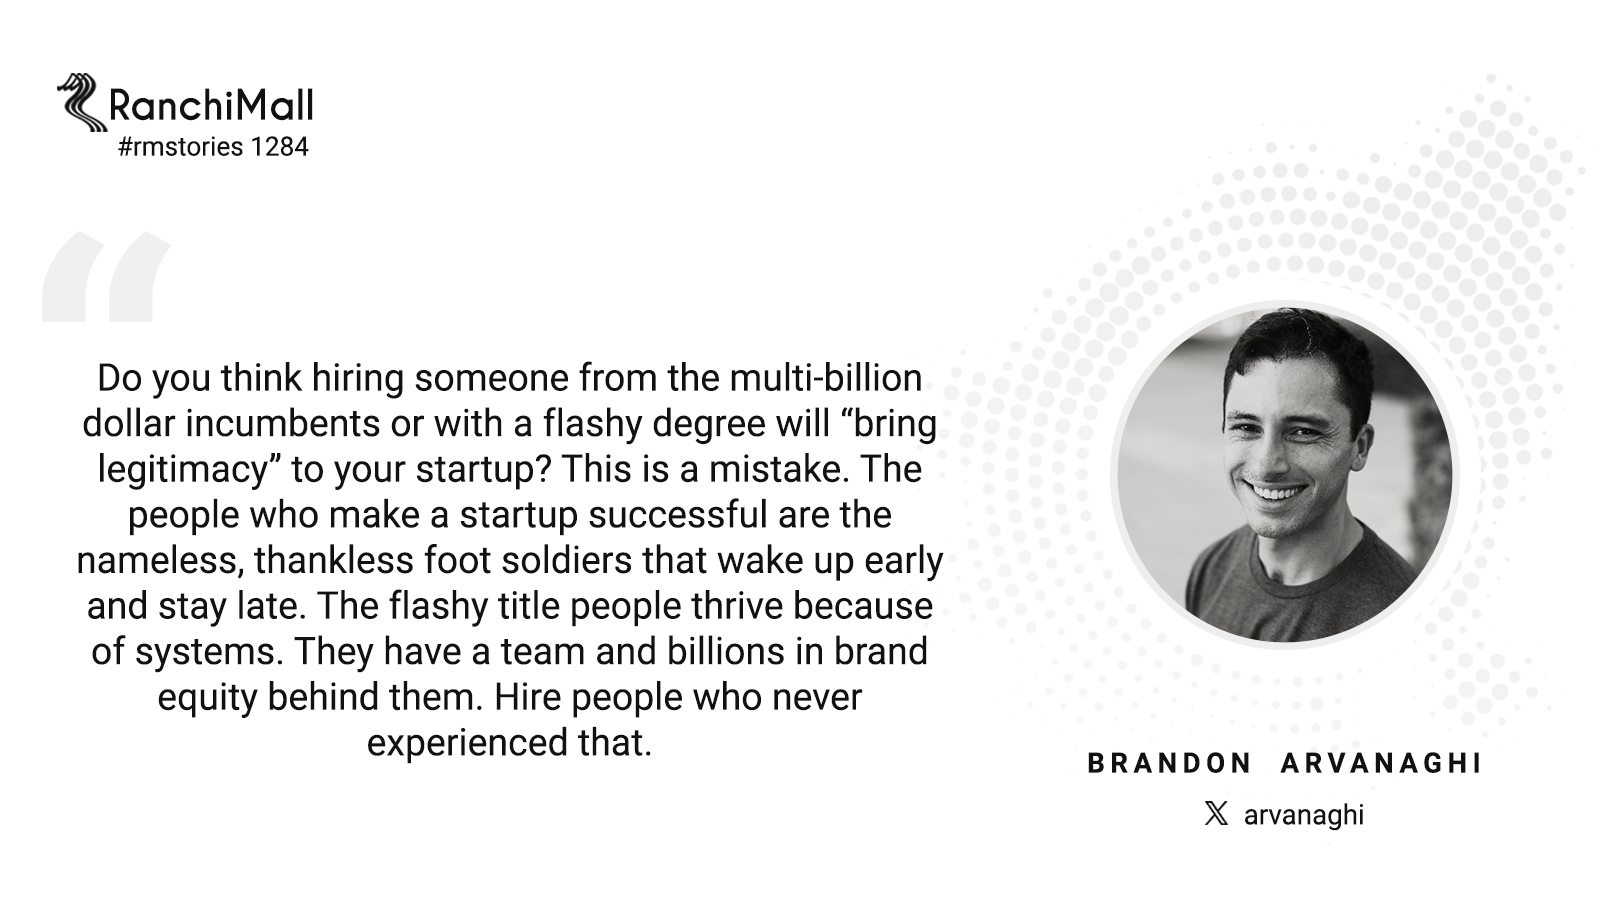 RanchiMall
#rmstories 1284
“
Do you think hiring someone from the multi-billion
dollar incumbents or with a flashy degree will “bring
legitimacy” to your startup? This is a mistake. The
people who make a startup successful are the
nameless, thankless foot soldiers that wake up early
and stay late. The flashy title people thrive because
of systems. They have a team and billions in brand
equity behind them. Hire people who never
experienced that.
BRANDON ARVANAGHI
𝕏 arvanaghi